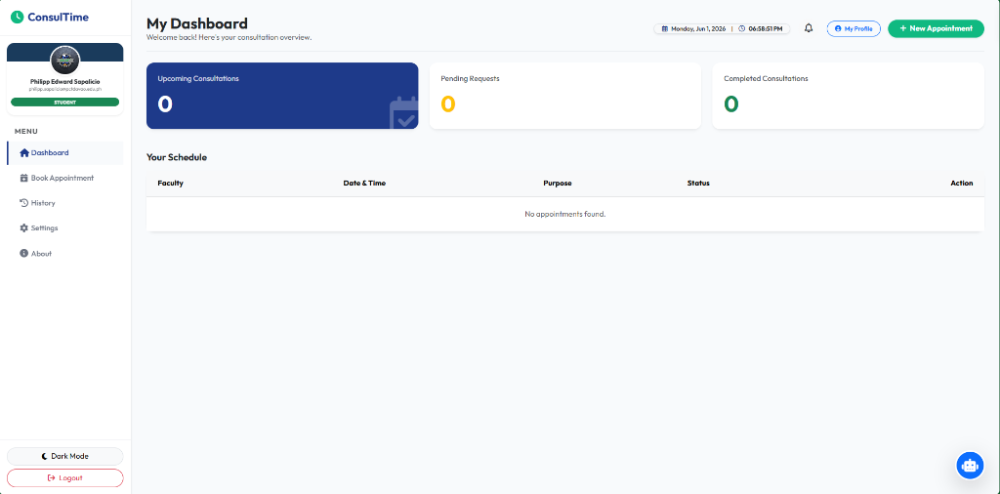 ConsulTime
Philipp Edward Sapalicio
STUDENT
MENU
Dashboard
Book Appointment
History
Settings
About
Dark Mode
Logout
My Dashboard
Welcome back! Here's your consultation overview.
Monday, Jun 1, 2026 | 06:58:51 PM
My Profile
+ New Appointment
Upcoming Consultations
0
Pending Requests
0
Completed Consultations
0
Your Schedule
Faculty Date & Time Purpose Status Action
No appointments found.